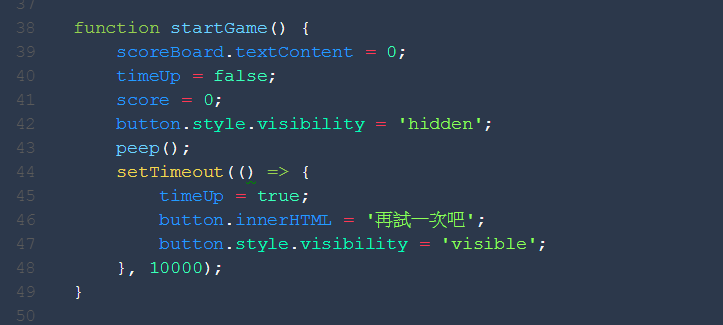 37
38 function startGame() {
39 scoreBoard.textContent = 0;
40 timeUp = false;
41 score = 0;
42 button.style.visibility = 'hidden';
43 peep();
44 setTimeout(() => {
45 timeUp = true;
46 button.innerHTML = '再試一次吧';
47 button.style.visibility = 'visible';
48 }, 10000);
49 }
50